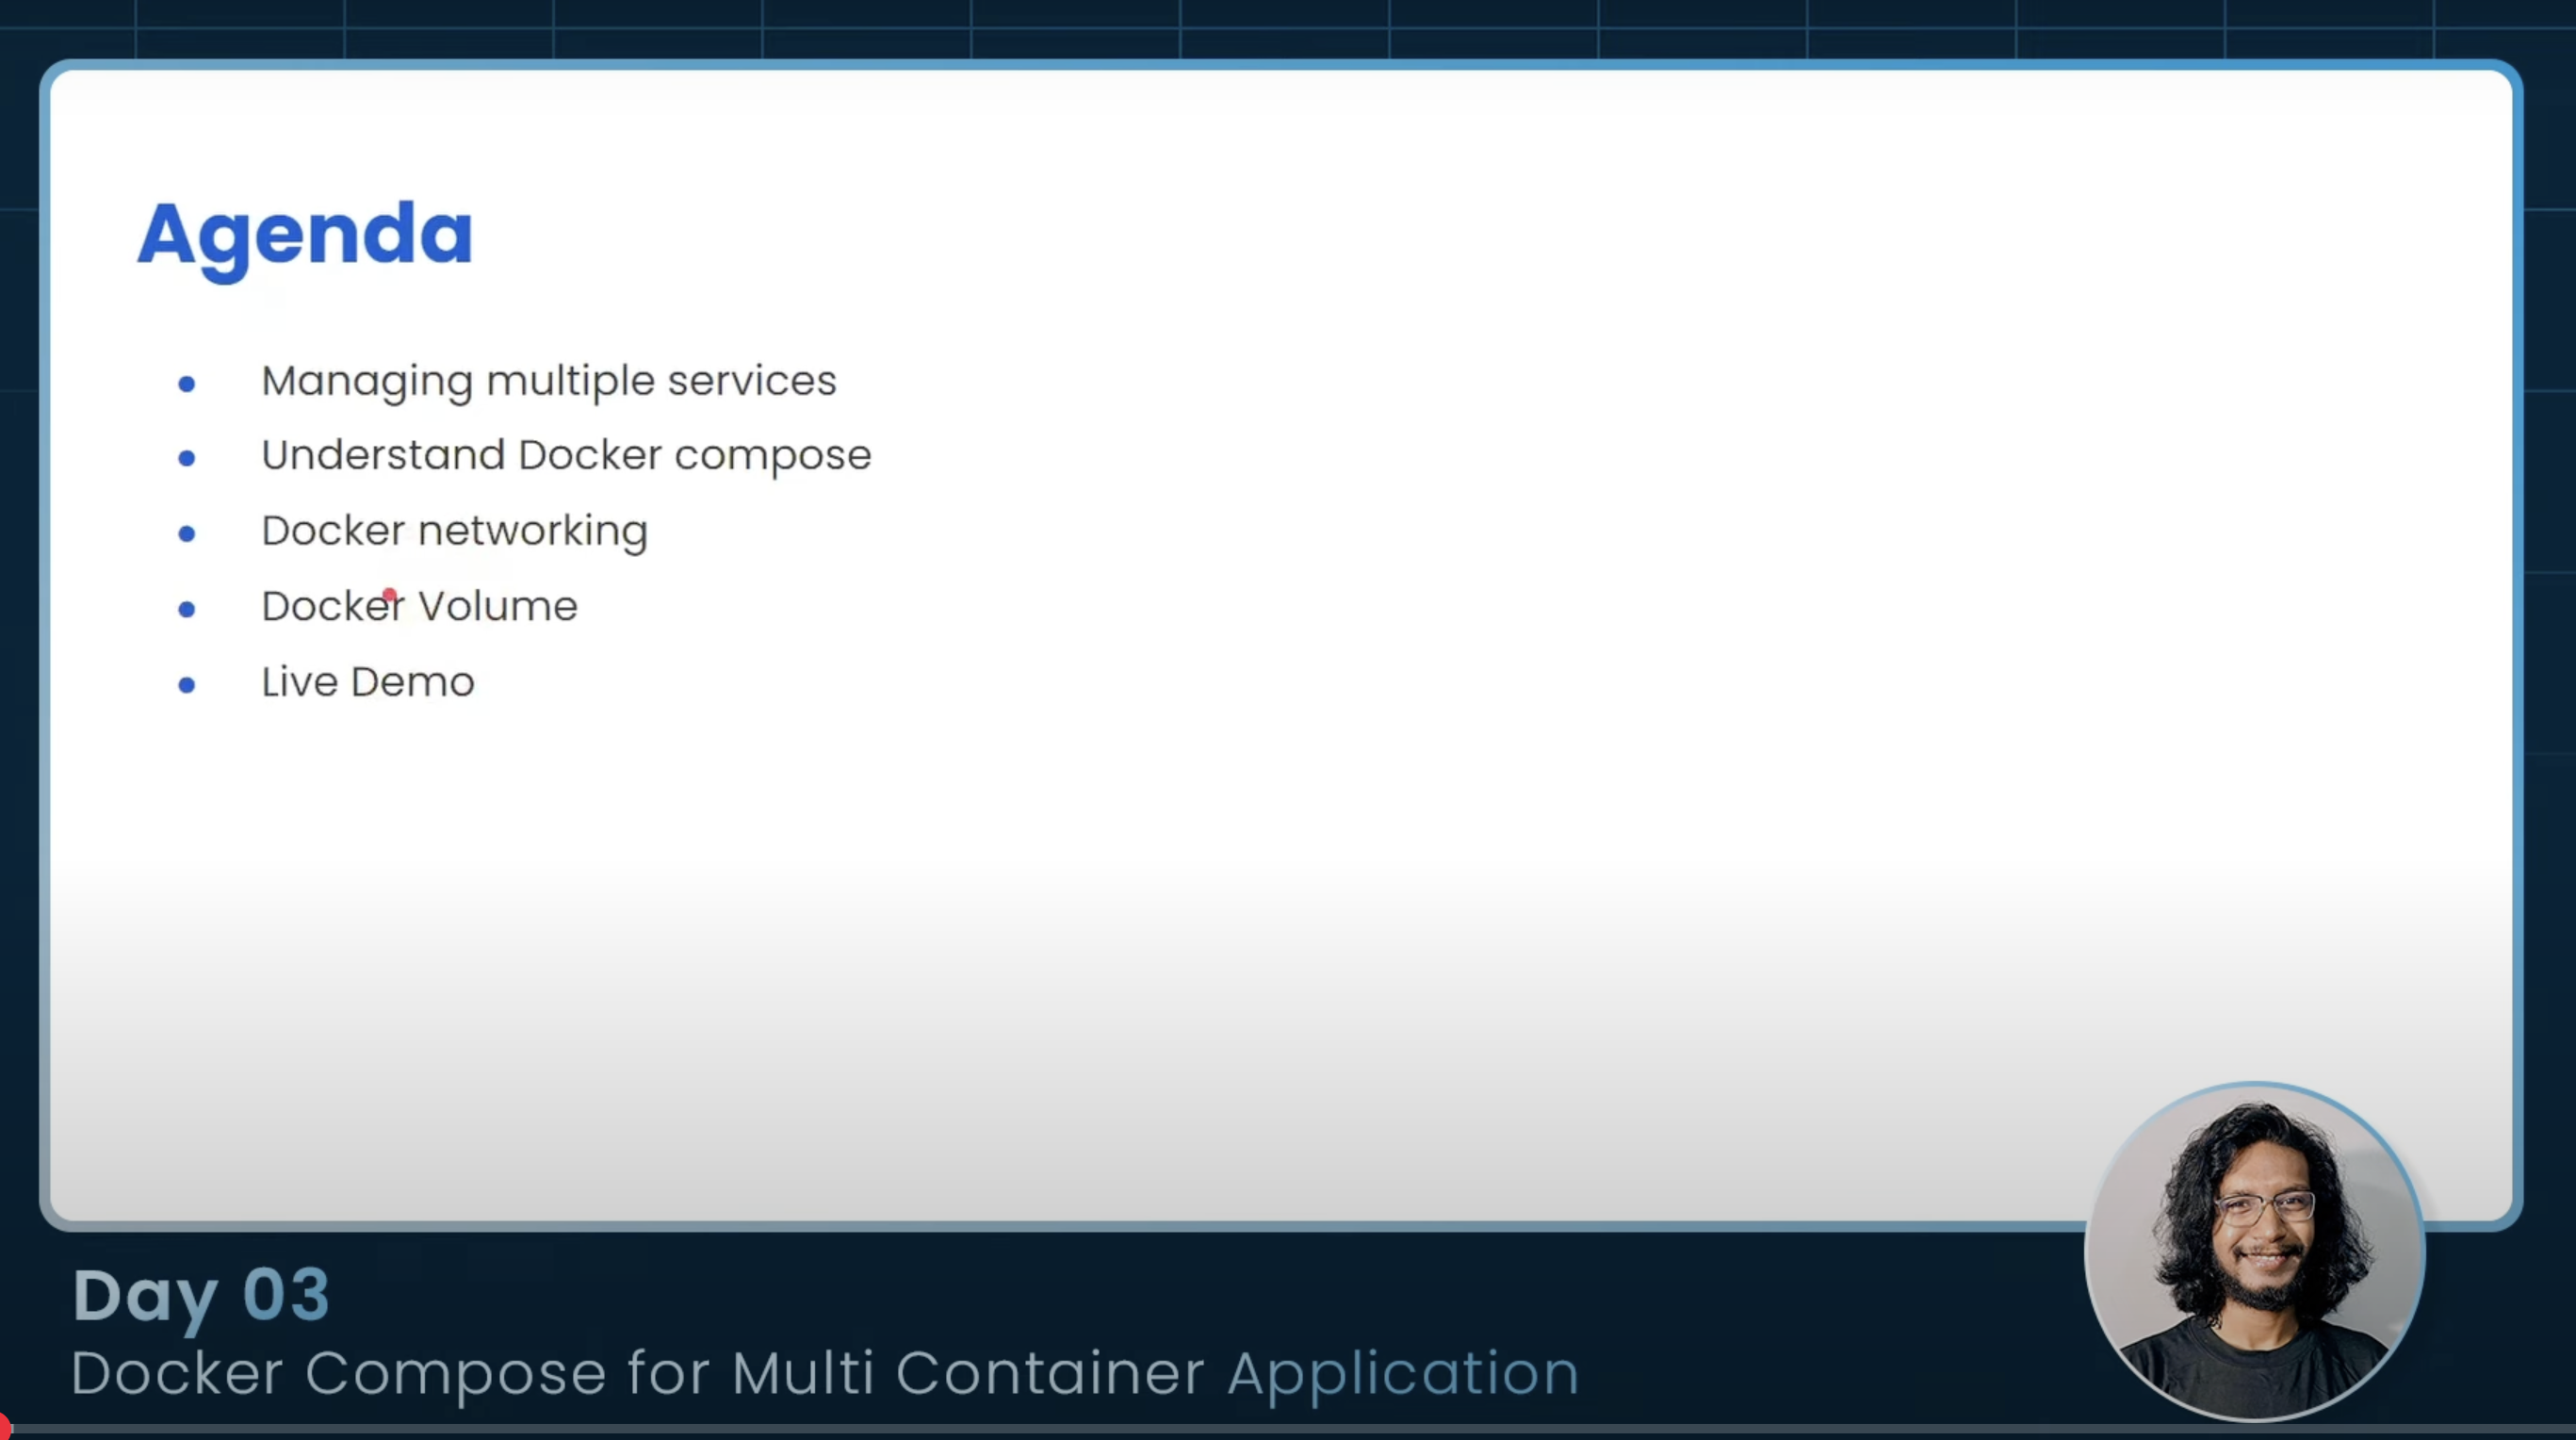 Agenda
Managing multiple services
Understand Docker compose
Docker networking
Docker Volume
Live Demo
Day 03
Docker Compose for Multi Container Application